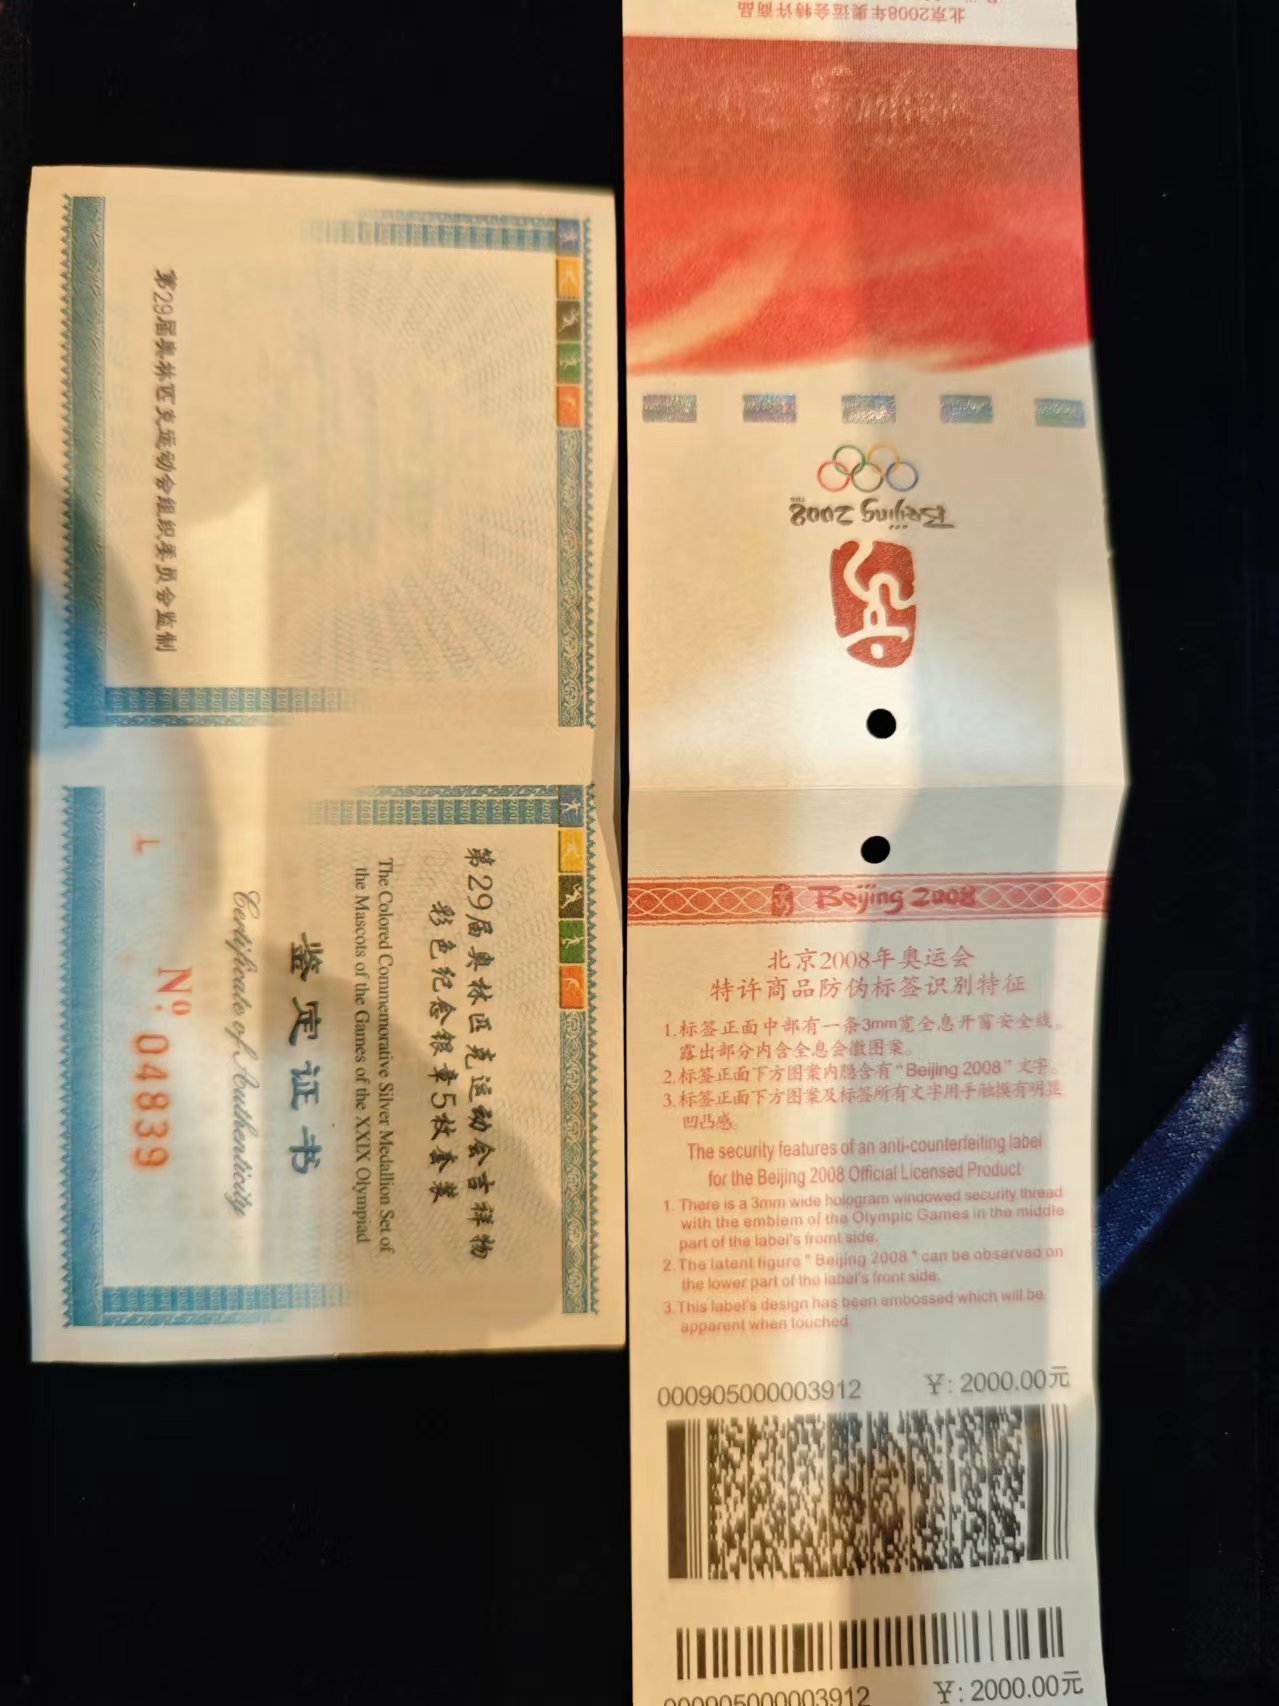 第29届奥林匹克运动会组织委员会监制
第29届奥林匹克运动会吉祥物
彩色纪念银章5枚套装
The Colored Commemorative Silver Medallion Set of
the Mascots of the Games of the XXIX Olympiad
鉴定证书
Certificate of Authenticity
No: 04839
北京2008年奥运会特许商品
Beijing 2008
Beijing 2008
北京2008年奥运会
特许商品防伪标签识别特征
1.标签正面中部有一条3mm宽全息开窗安全线。
露出部分内含全息会徽图案。
2.标签正面下方图案内隐含有“Beijing 2008”文字。
3.标签正面下方图案及标签所有文字用手触摸有明显
凹凸感。
The security features of an anti-counterfeiting label
for the Beijing 2008 Official Licensed Product
1. There is a 3mm wide hologram windowed security thread
with the emblem of the Olympic Games in the middle
part of the label's fromt side.
2.The latent figure " Beijing 2008 " can be observed on
the lower part of the label's front side.
3.This label's design has been embossed which will be
apparent when touched.
000905000003912 ¥: 2000.00元
000905000003912 ¥: 2000.00元